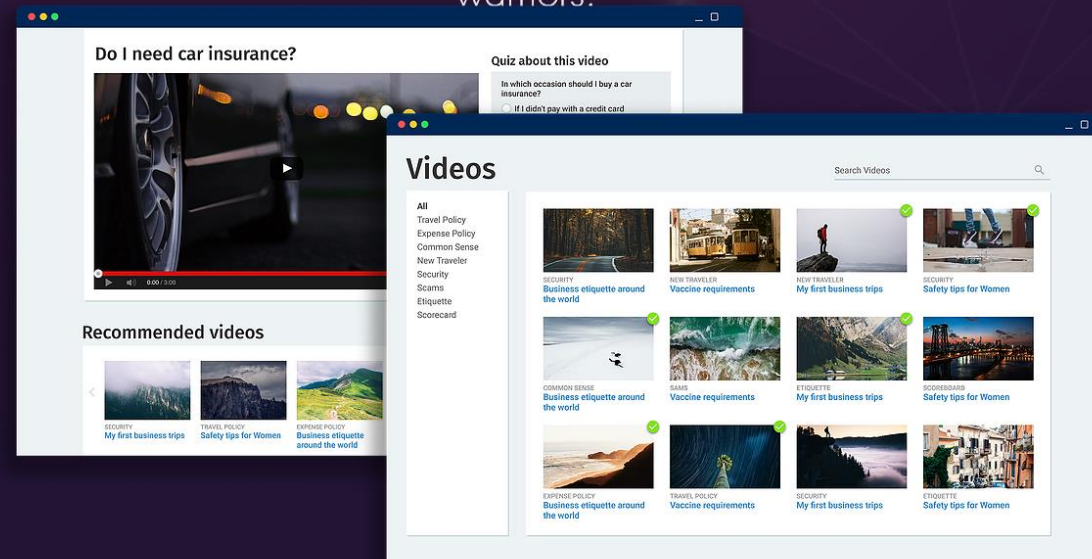 warriors.
Do I need car insurance?
Quiz about this video
In which occasion should I buy a car
insurance?
If I didn't pay with a credit card
0:00 / 3:00
Recommended videos
SECURITY
My first business trips
TRAVEL POLICY
Safety tips for Women
EXPENSE POLICY
Business etiquette
around the world
Videos
Search Videos
All
Travel Policy
Expense Policy
Common Sense
New Traveler
Security
Scams
Etiquette
Scorecard
SECURITY
Business etiquette around
the world
NEW TRAVELER
Vaccine requirements
NEW TRAVELER
My first business trips
SECURITY
Safety tips for Women
COMMON SENSE
Business etiquette around
the world
SAMS
Vaccine requirements
ETIQUETTE
My first business trips
SCOREBOARD
Safety tips for Women
EXPENSE POLICY
Business etiquette around
the world
TRAVEL POLICY
Vaccine requirements
SECURITY
My first business trips
ETIQUETTE
Safety tips for Women